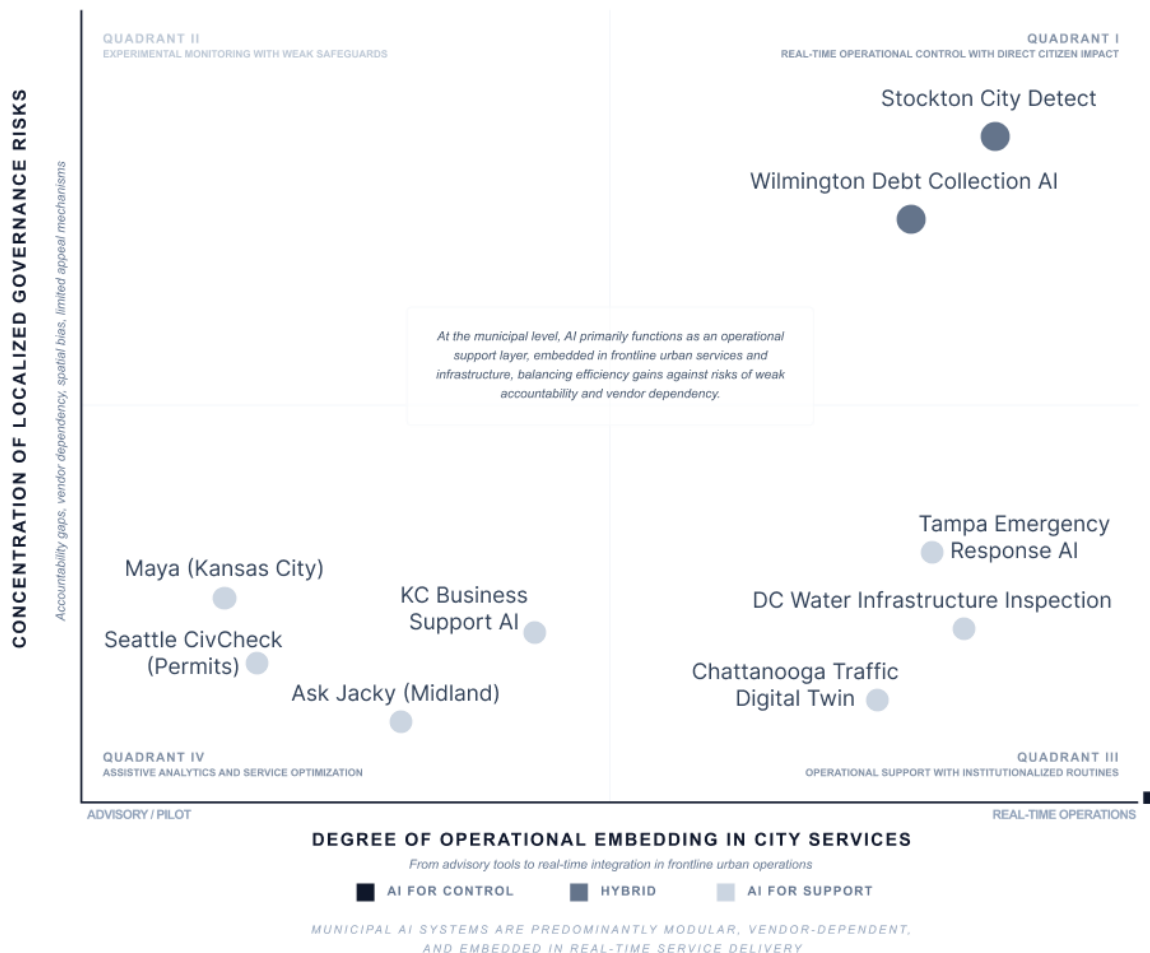 QUADRANT II
EXPERIMENTAL MONITORING WITH WEAK SAFEGUARDS
QUADRANT I
REAL-TIME OPERATIONAL CONTROL WITH DIRECT CITIZEN IMPACT
CONCENTRATION OF LOCALIZED GOVERNANCE RISKS
Accountability gaps, vendor dependency, spatial bias, limited appeal mechanisms
Stockton City Detect
Wilmington Debt Collection AI
At the municipal level, AI primarily functions as an operational
support layer, embedded in frontline urban services and
infrastructure, balancing efficiency gains against risks of weak
accountability and vendor dependency.
Tampa Emergency
Response AI
Maya (Kansas City)
KC Business
Support AI
DC Water Infrastructure Inspection
Seattle CivCheck
(Permits)
Ask Jacky (Midland)
Chattanooga Traffic
Digital Twin
QUADRANT IV
ASSISTIVE ANALYTICS AND SERVICE OPTIMIZATION
QUADRANT III
OPERATIONAL SUPPORT WITH INSTITUTIONALIZED ROUTINES
ADVISORY / PILOT
REAL-TIME OPERATIONS
DEGREE OF OPERATIONAL EMBEDDING IN CITY SERVICES
From advisory tools to real-time integration in frontline urban operations
AI FOR CONTROL
HYBRID
AI FOR SUPPORT
MUNICIPAL AI SYSTEMS ARE PREDOMINANTLY MODULAR, VENDOR-DEPENDENT,
AND EMBEDDED IN REAL-TIME SERVICE DELIVERY